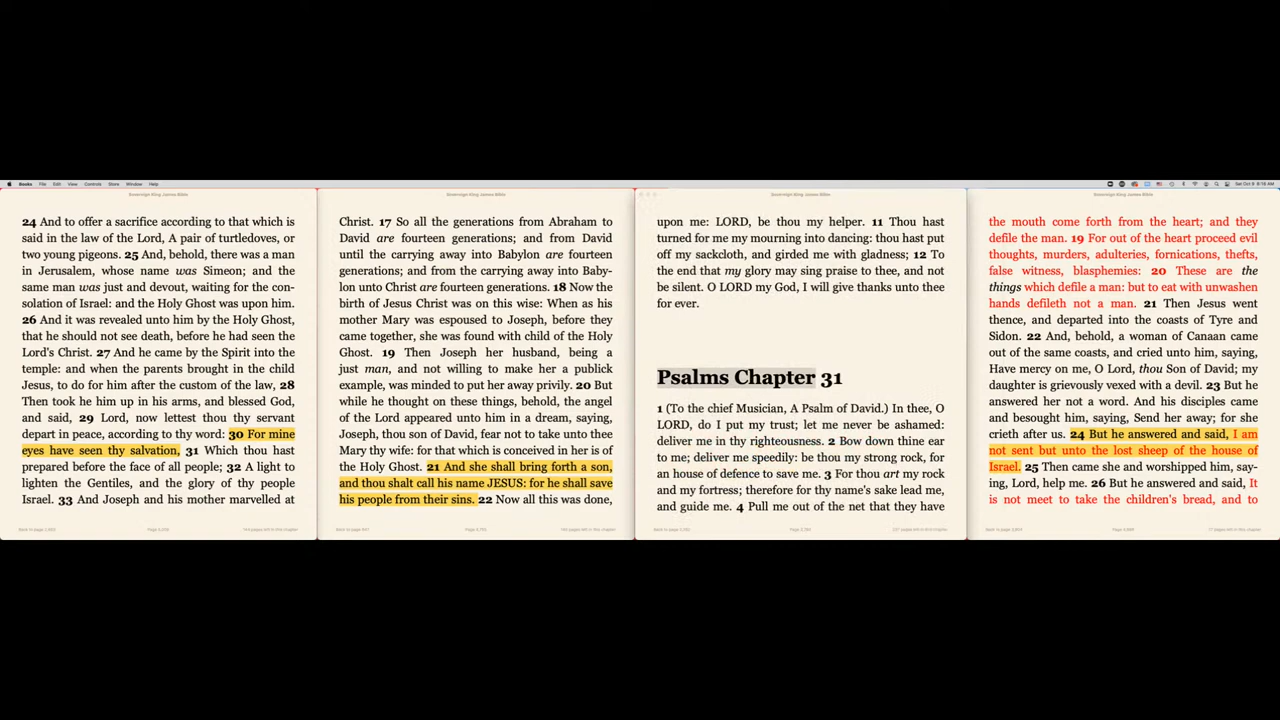 Books File Edit View Controls Store Window Help
Sat Oct 9 8:18 AM
Sovereign King James Bible
24 And to offer a sacrifice according to that which is
said in the law of the Lord, A pair of turtledoves, or
two young pigeons. 25 And, behold, there was a man
in Jerusalem, whose name was Simeon; and the
same man was just and devout, waiting for the con-
solation of Israel: and the Holy Ghost was upon him.
26 And it was revealed unto him by the Holy Ghost,
that he should not see death, before he had seen the
Lord's Christ. 27 And he came by the Spirit into the
temple: and when the parents brought in the child
Jesus, to do for him after the custom of the law, 28
Then took he him up in his arms, and blessed God,
and said, 29 Lord, now lettest thou thy servant
depart in peace, according to thy word: 30 For mine
eyes have seen thy salvation, 31 Which thou hast
prepared before the face of all people; 32 A light to
lighten the Gentiles, and the glory of thy people
Israel. 33 And Joseph and his mother marvelled at
Sovereign King James Bible
Christ. 17 So all the generations from Abraham to
David are fourteen generations; and from David
until the carrying away into Babylon are fourteen
generations; and from the carrying away into Baby-
lon unto Christ are fourteen generations. 18 Now the
birth of Jesus Christ was on this wise: When as his
mother Mary was espoused to Joseph, before they
came together, she was found with child of the Holy
Ghost. 19 Then Joseph her husband, being a
just man, and not willing to make her a publick
example, was minded to put her away privily. 20 But
while he thought on these things, behold, the angel
of the Lord appeared unto him in a dream, saying,
Joseph, thou son of David, fear not to take unto thee
Mary thy wife: for that which is conceived in her is of
the Holy Ghost. 21 And she shall bring forth a son,
and thou shalt call his name JESUS: for he shall save
his people from their sins. 22 Now all this was done,
Sovereign King James Bible
upon me: LORD, be thou my helper. 11 Thou hast
turned for me my mourning into dancing: thou hast put
off my sackcloth, and girded me with gladness; 12 To
the end that my glory may sing praise to thee, and not
be silent. O LORD my God, I will give thanks unto thee
for ever.
Psalms Chapter 31
1 (To the chief Musician, A Psalm of David.) In thee, O
LORD, do I put my trust; let me never be ashamed:
deliver me in thy righteousness. 2 Bow down thine ear
to me; deliver me speedily: be thou my strong rock, for
an house of defence to save me. 3 For thou art my rock
and my fortress; therefore for thy name's sake lead me,
and guide me. 4 Pull me out of the net that they have
Sovereign King James Bible
the mouth come forth from the heart; and they
defile the man. 19 For out of the heart proceed evil
thoughts, murders, adulteries, fornications, thefts,
false witness, blasphemies: 20 These are the
things which defile a man: but to eat with unwashen
hands defileth not a man. 21 Then Jesus went
thence, and departed into the coasts of Tyre and
Sidon. 22 And, behold, a woman of Canaan came
out of the same coasts, and cried unto him, saying,
Have mercy on me, O Lord, thou Son of David; my
daughter is grievously vexed with a devil. 23 But he
answered her not a word. And his disciples came
and besought him, saying, Send her away; for she
crieth after us. 24 But he answered and said, I am
not sent but unto the lost sheep of the house of
Israel. 25 Then came she and worshipped him, say-
ing, Lord, help me. 26 But he answered and said, It
is not meet to take the children's bread, and to